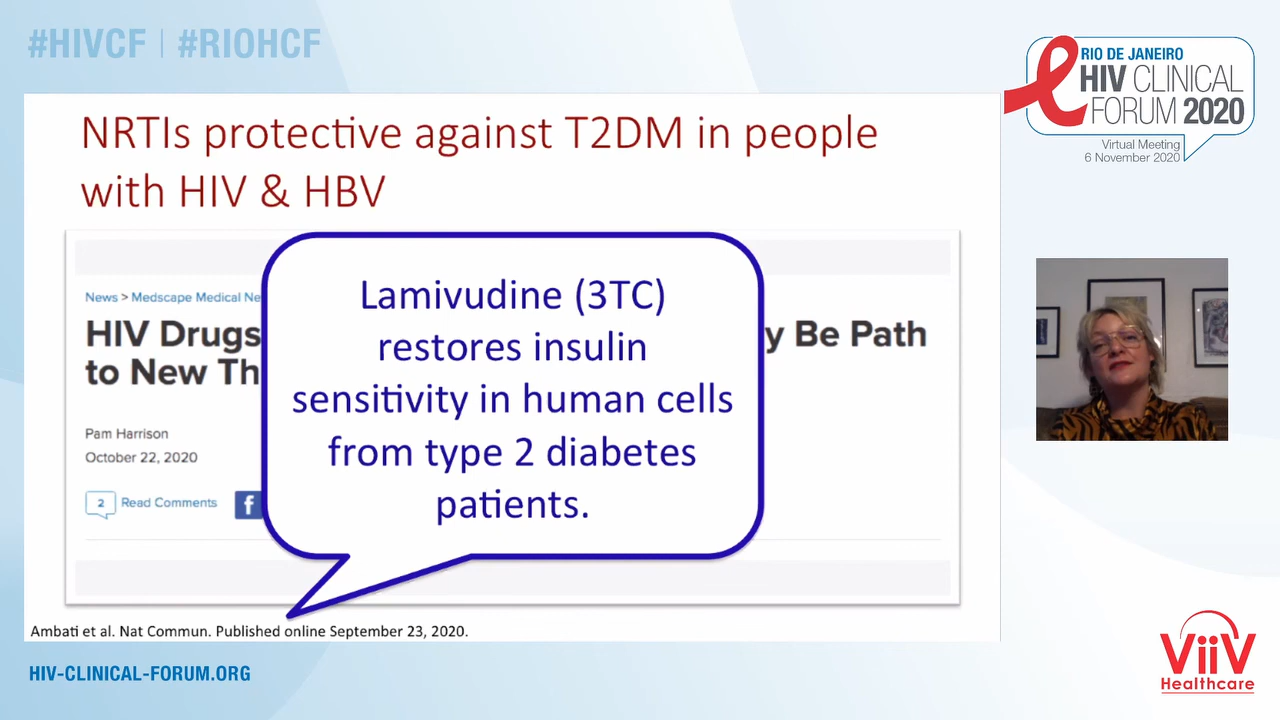 #HIVCF | #RIOHCF
RIO DE JANEIRO
HIV CLINICAL
FORUM 2020
Virtual Meeting
6 November 2020
NRTIs protective against T2DM in people
with HIV & HBV
News > Medscape Medical Ne
HIV Drugs
y Be Path
to New Th
Pam Harrison
October 22, 2020
2 Read Comments f
Lamivudine (3TC)
restores insulin
sensitivity in human cells
from type 2 diabetes
patients.
Ambati et al. Nat Commun. Published online September 23, 2020.
HIV-CLINICAL-FORUM.ORG
ViiV
Healthcare